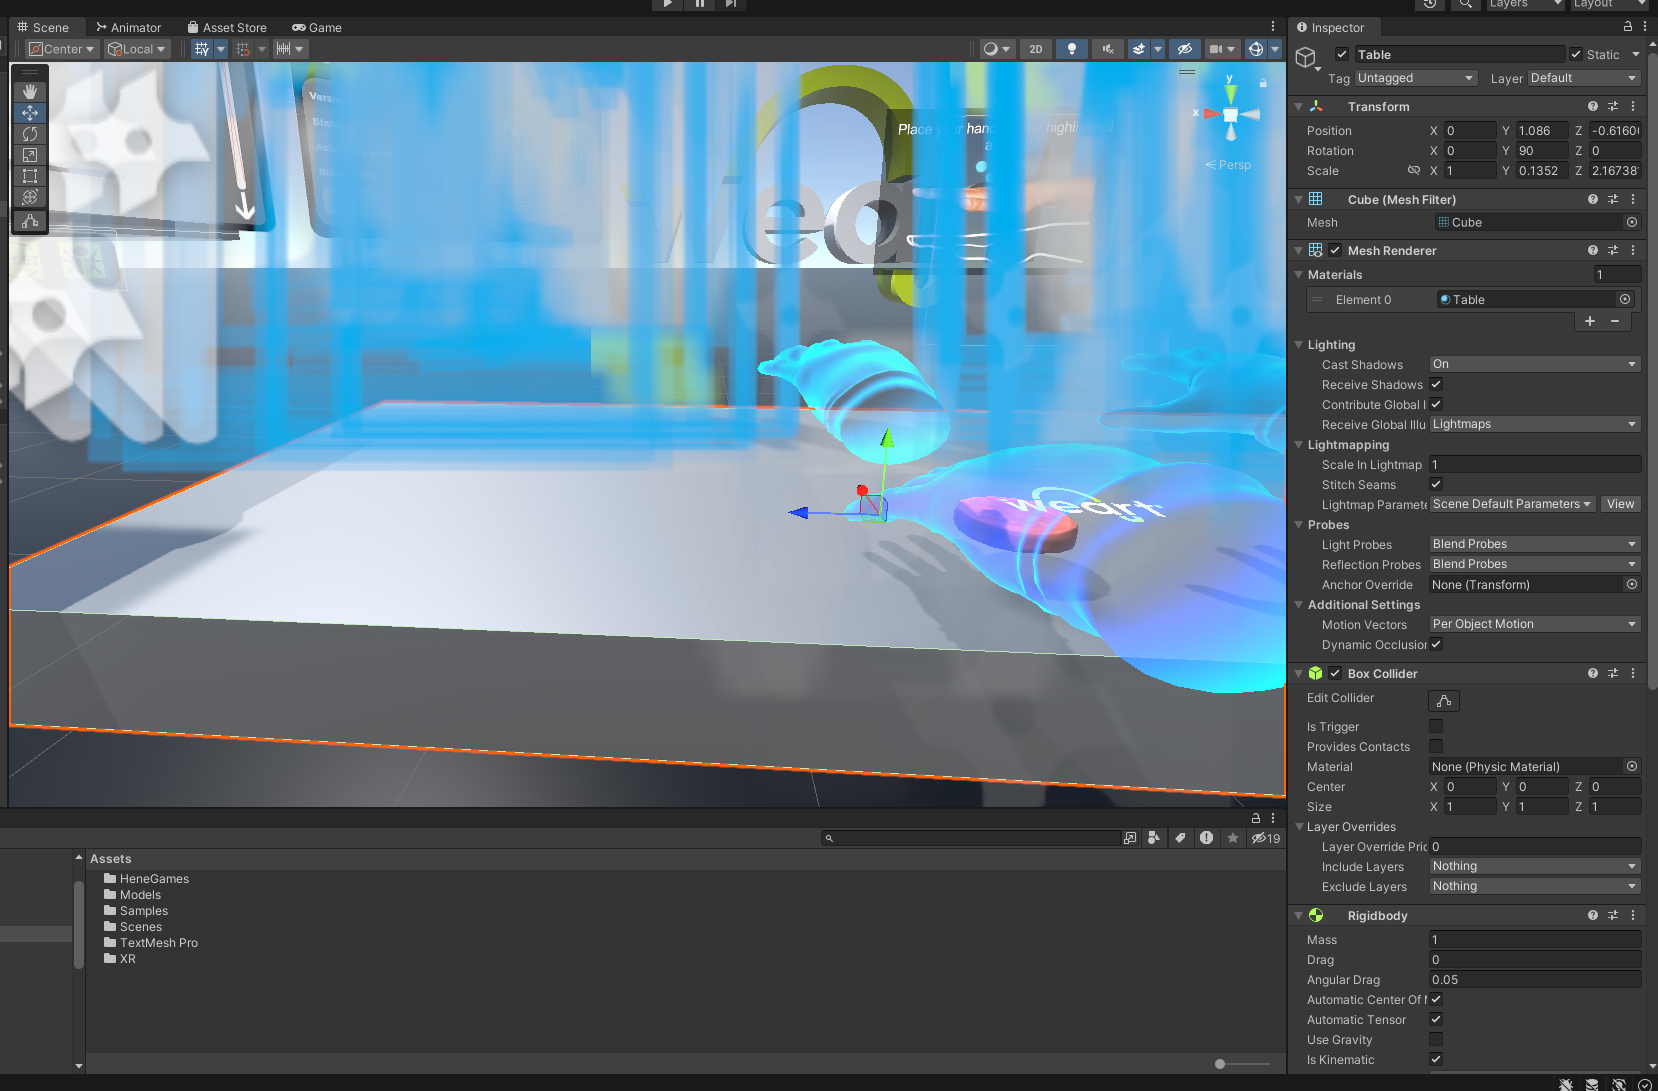 Layers
Layout
Scene
Animator
Asset Store
Game
Inspector
Center
Local
2D
Table
Static
Tag
Untagged
Layer
Default
Transform
Position
X
0
Y
1.086
Z
-0.6160
Rotation
X
0
Y
90
Z
0
Scale
X
1
Y
0.1352
Z
2.16738
Cube (Mesh Filter)
Mesh
Cube
Mesh Renderer
Materials
1
Element 0
Table
Lighting
Cast Shadows
On
Receive Shadows
Contribute Global I
Receive Global Illu
Lightmaps
Lightmapping
Scale In Lightmap
1
Stitch Seams
Lightmap Paramete
Scene Default Parameters
View
Probes
Light Probes
Blend Probes
Reflection Probes
Blend Probes
Anchor Override
None (Transform)
Additional Settings
Motion Vectors
Per Object Motion
Dynamic Occlusion
Box Collider
Edit Collider
Is Trigger
Provides Contacts
Material
None (Physic Material)
Center
X
0
Y
0
Z
0
Size
X
1
Y
1
Z
1
Layer Overrides
Layer Override Pric
0
Include Layers
Nothing
Exclude Layers
Nothing
Rigidbody
Mass
1
Drag
0
Angular Drag
0.05
Automatic Center Of M
Automatic Tensor
Use Gravity
Is Kinematic
y
x
Persp
Place your hand
wea
weart
19
Assets
HeneGames
Models
Samples
Scenes
TextMesh Pro
XR